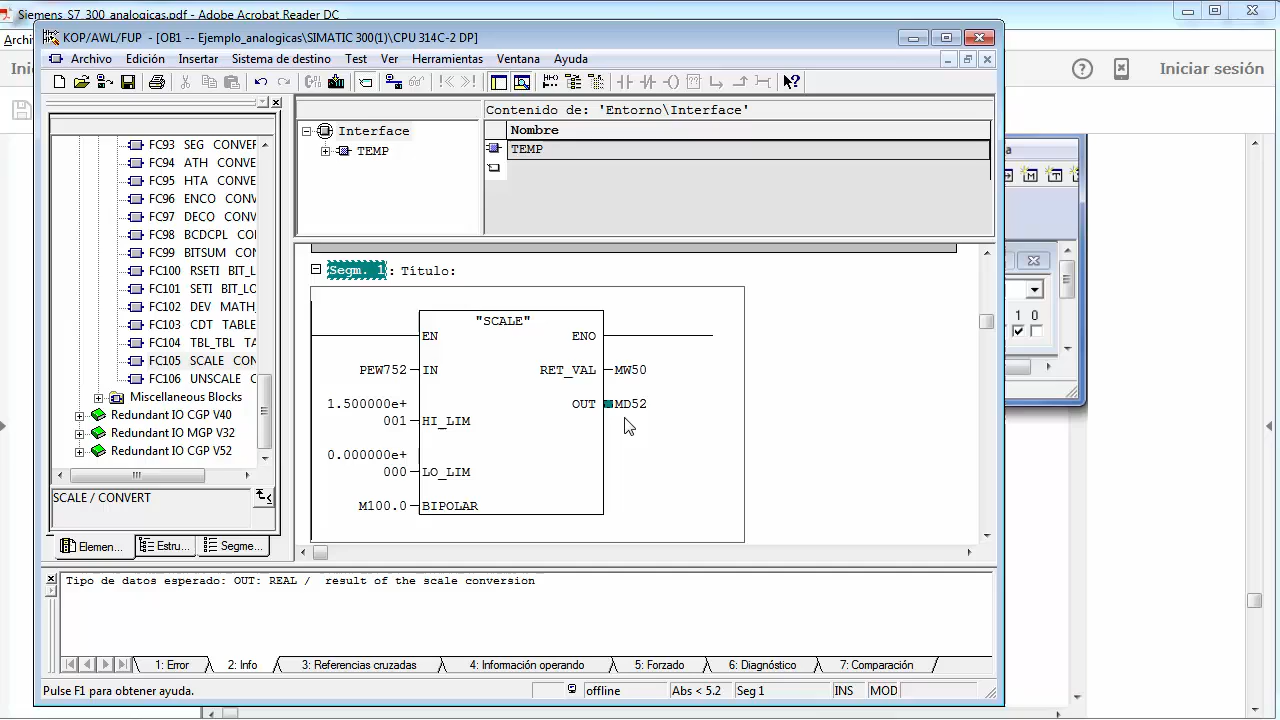 Siemens_S7_300_analogicas.pdf - Adobe Acrobat Reader DC
KOP/AWL/FUP - [OB1 -- Ejemplo_analogicas\SIMATIC 300(1)\CPU 314C-2 DP]
Archivo Edición Insertar Sistema de destino Test Ver Herramientas Ventana Ayuda
Iniciar sesión
Contenido de: 'Entorno\Interface'
Interface
TEMP
Nombre
TEMP
FC93 SEG CONVER
FC94 ATH CONVE
FC95 HTA CONVE
FC96 ENCO CONV
FC97 DECO CONV
FC98 BCDCPL CO
FC99 BITSUM CON
FC100 RSETI BIT_L
FC101 SETI BIT_LO
FC102 DEV MATH_
FC103 CDT TABLE
FC104 TBL_TBL TA
FC105 SCALE CON
FC106 UNSCALE C
Miscellaneous Blocks
Redundant IO CGP V40
Redundant IO MGP V32
Redundant IO CGP V52
SCALE / CONVERT
Elemen... Estru... Segme...
Segm. 1 : Título:
"SCALE"
EN ENO
PEW752 IN RET_VAL MW50
1.500000e+ OUT MD52
001 HI_LIM
0.000000e+
000 LO_LIM
M100.0 BIPOLAR
1 0
Tipo de datos esperado: OUT: REAL / result of the scale conversion
1: Error 2: Info 3: Referencias cruzadas 4: Información operando 5: Forzado 6: Diagnóstico 7: Comparación
Pulse F1 para obtener ayuda. offline Abs < 5.2 Seg 1 INS MOD